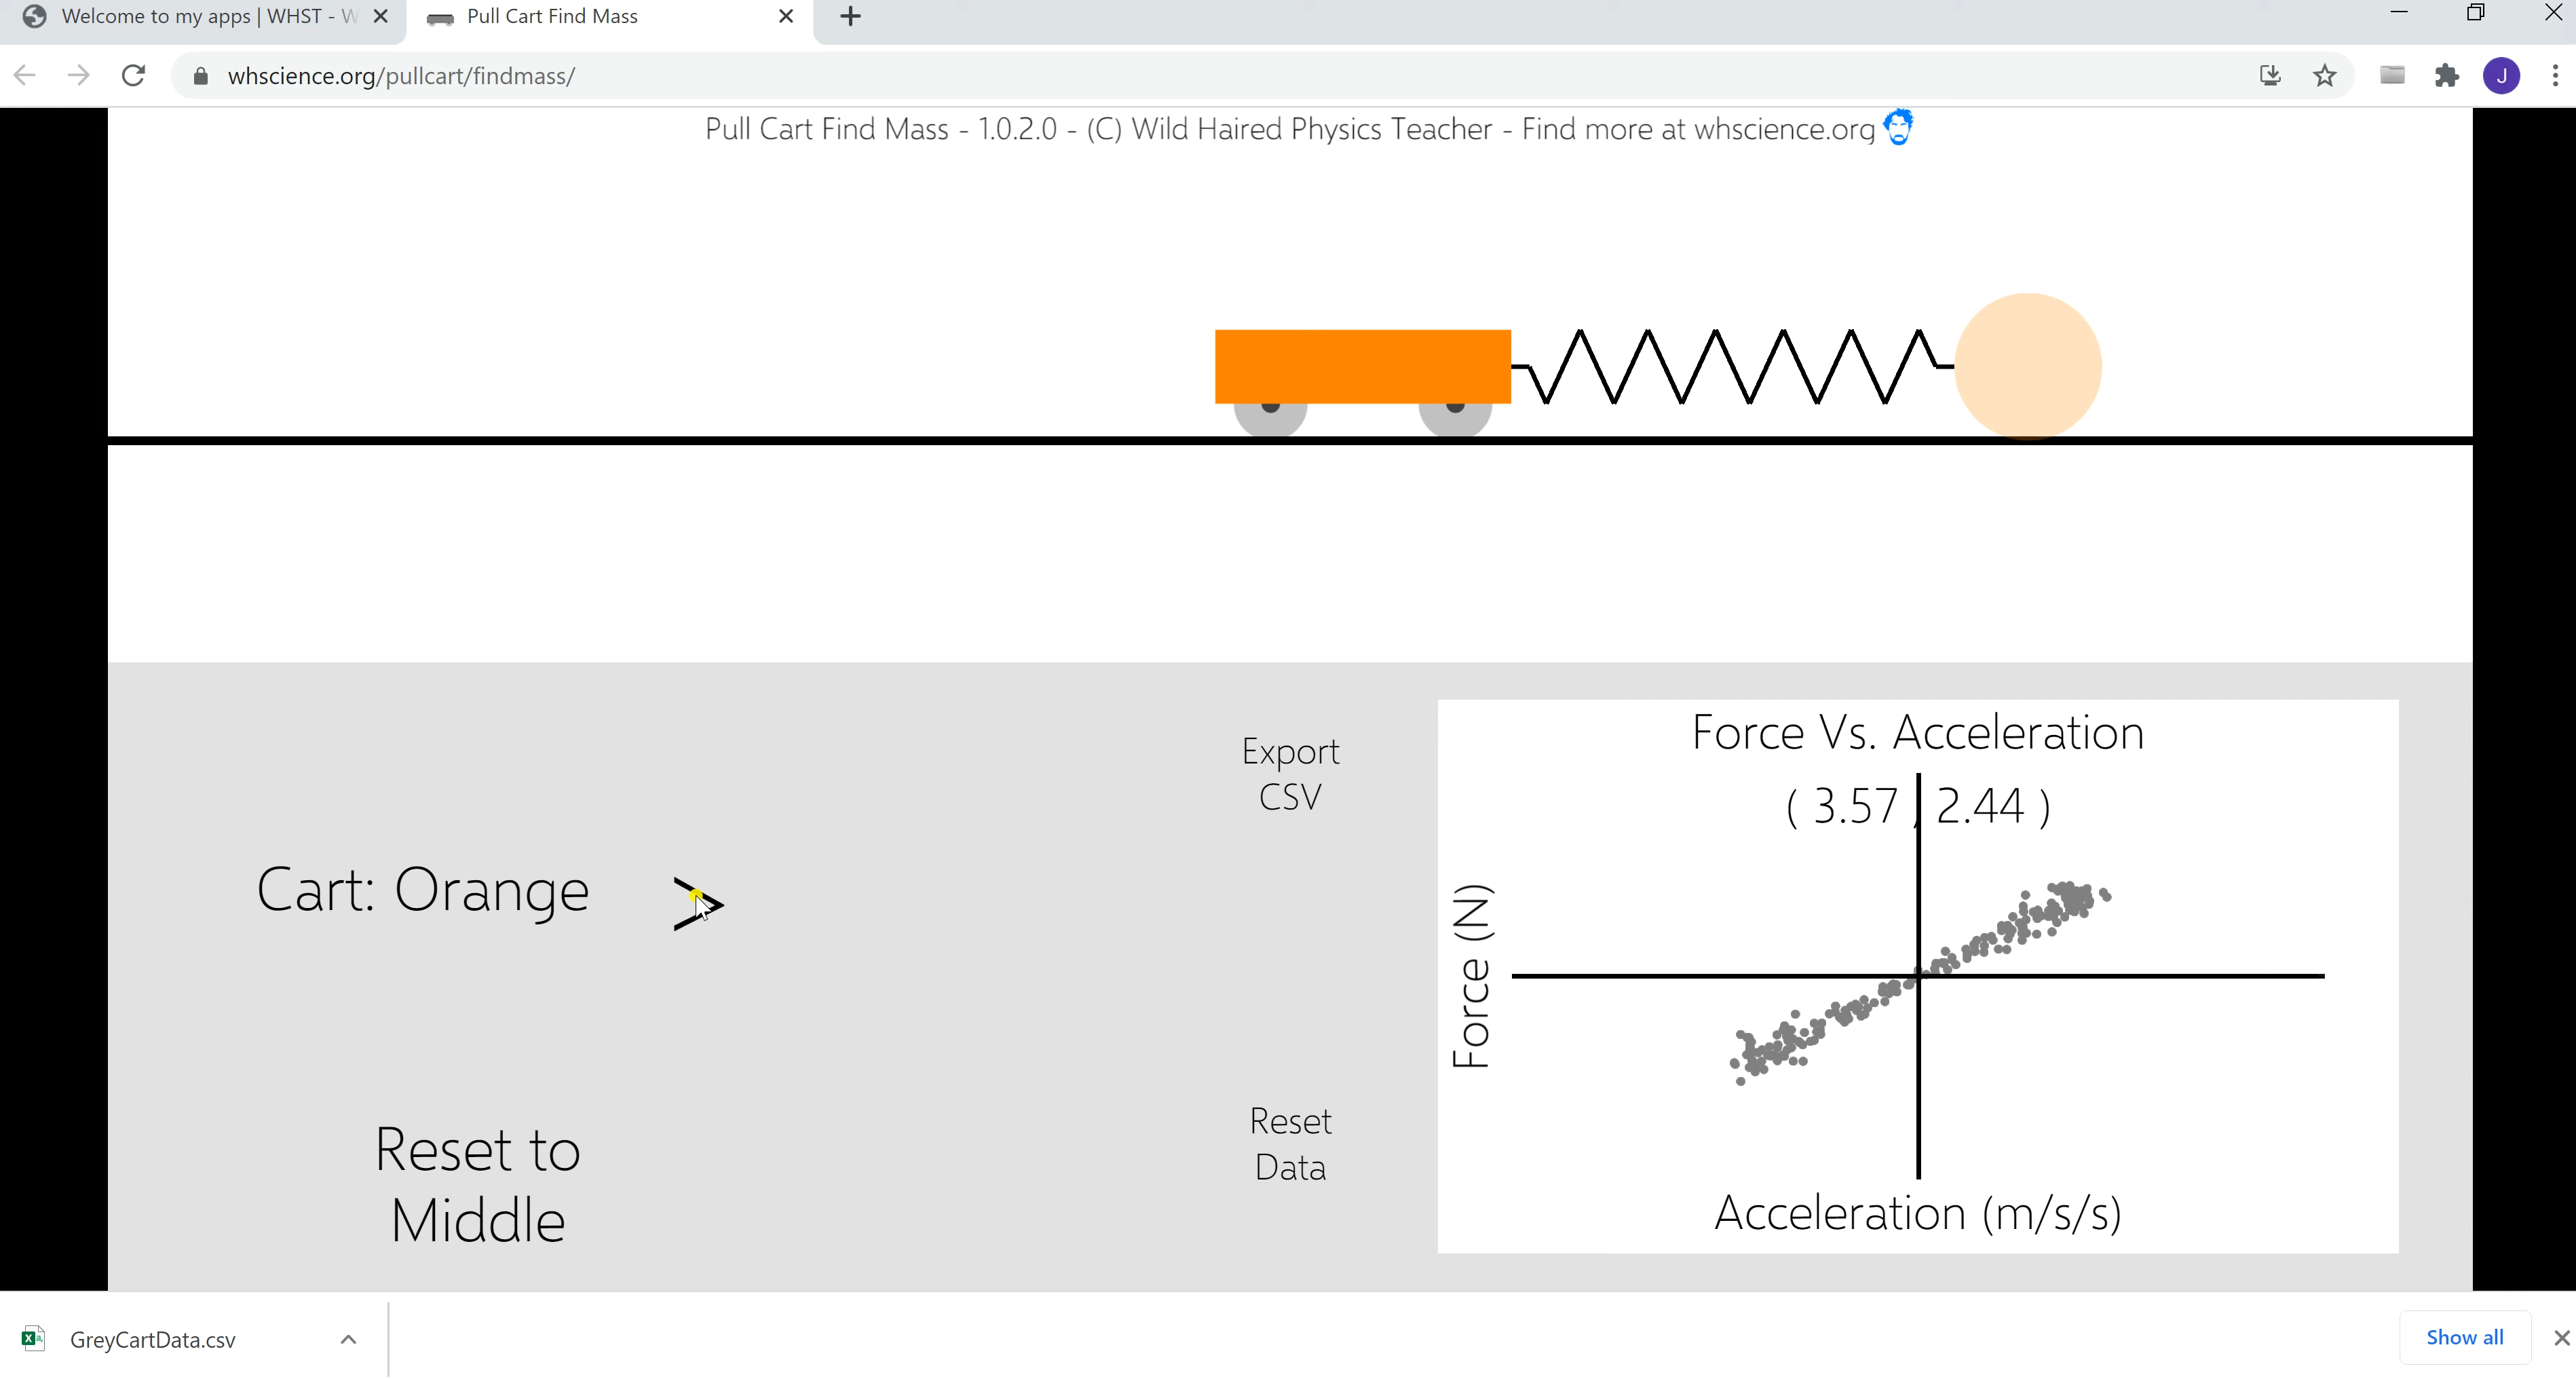 Welcome to my apps | WHST - W
Pull Cart Find Mass
whscience.org/pullcart/findmass/
J
Pull Cart Find Mass - 1.0.2.0 - (C) Wild Haired Physics Teacher - Find more at whscience.org
Export
CSV
Cart: Orange >
Reset to
Middle
Reset
Data
Force Vs. Acceleration
( 3.57 , 2.44 )
Force (N)
Acceleration (m/s/s)
GreyCartData.csv
Show all